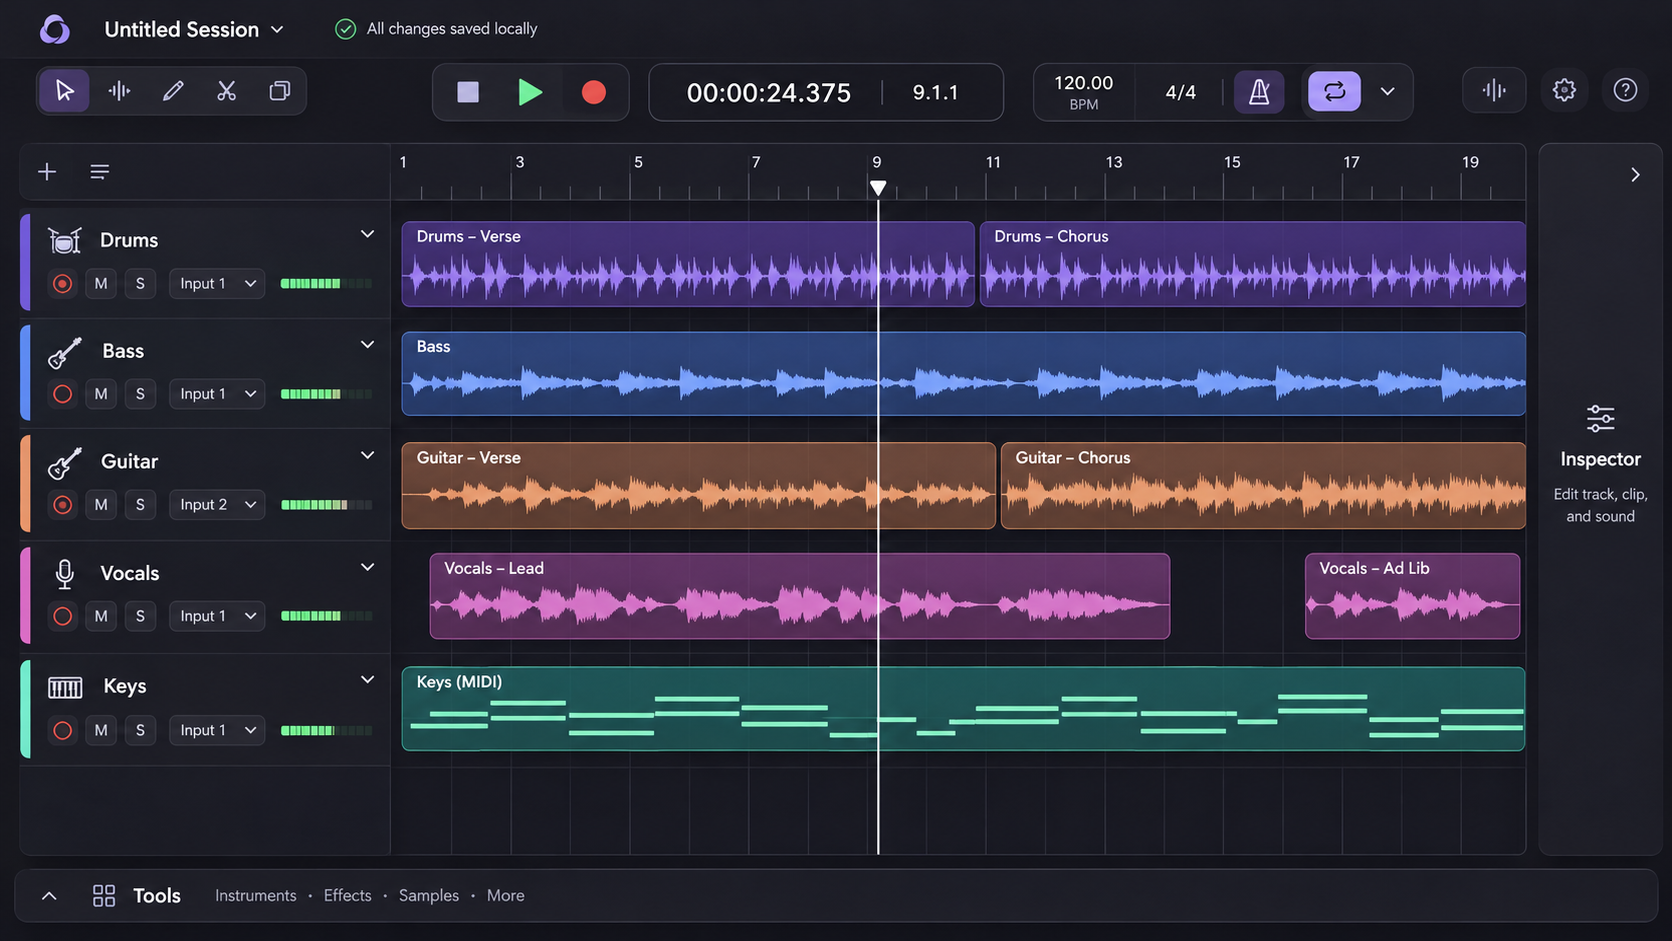 Untitled Session
All changes saved locally
00:00:24.375
9.1.1
120.00
BPM
4/4
1 3 5 7 9 11 13 15 17 19
Drums
M S Input 1
Drums – Verse
Drums – Chorus
Bass
M S Input 1
Bass
Guitar
M S Input 2
Guitar – Verse
Guitar – Chorus
Vocals
M S Input 1
Vocals – Lead
Vocals – Ad Lib
Keys
M S Input 1
Keys (MIDI)
Inspector
Edit track, clip,
and sound
Tools
Instruments • Effects • Samples • More